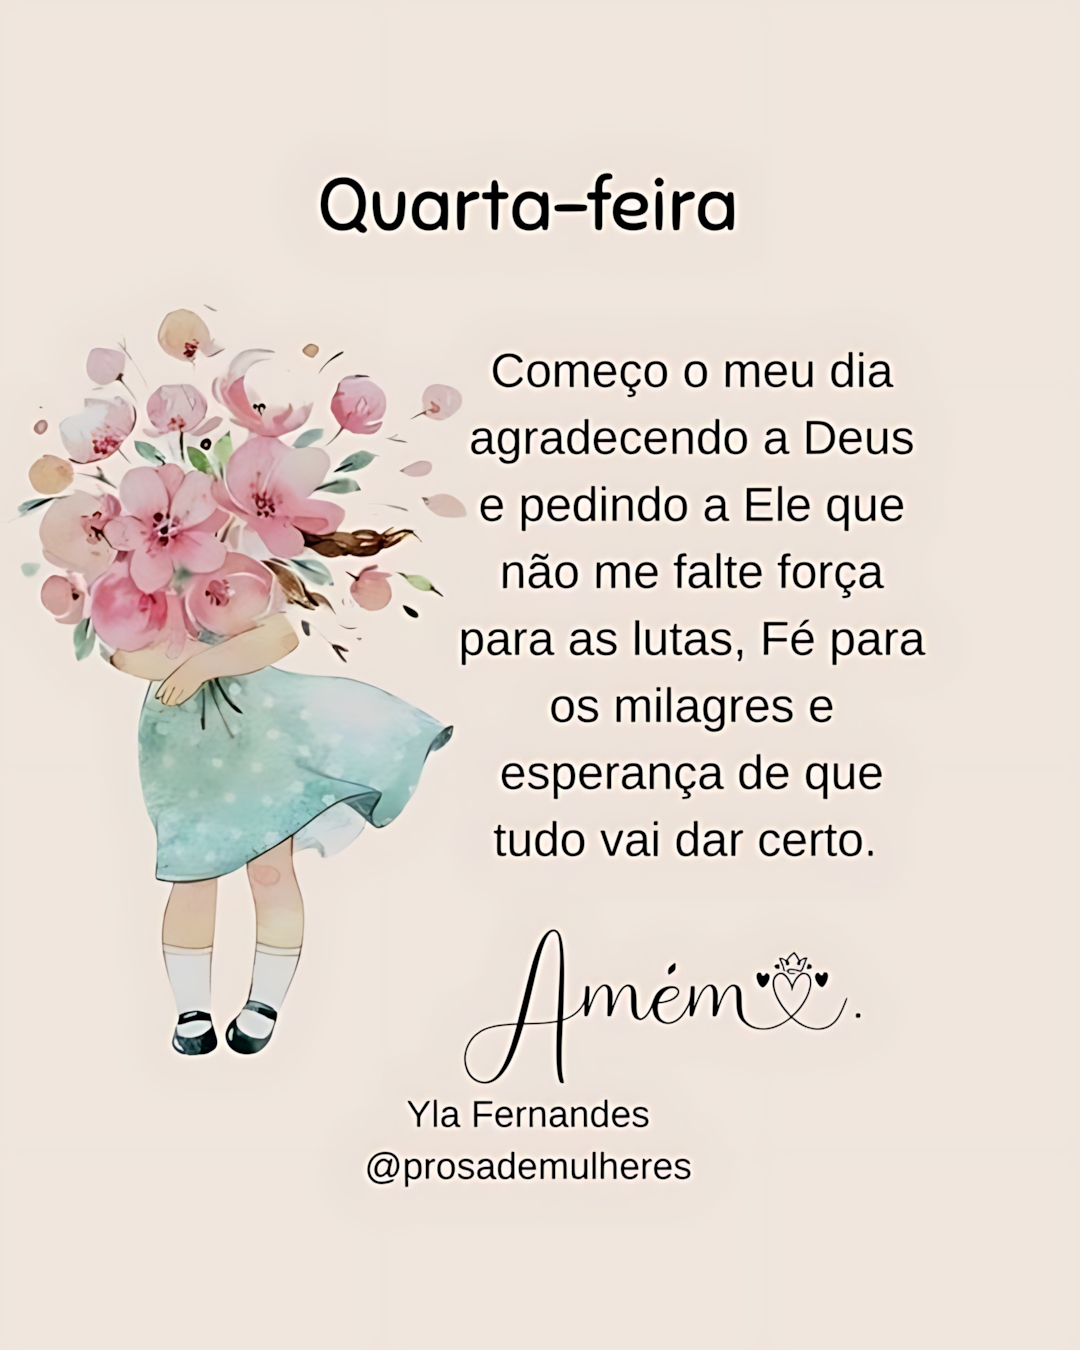 Quarta-feira
Começo o meu dia
agradecendo a Deus
e pedindo a Ele que
não me falte força
para as lutas, Fé para
os milagres e
esperança de que
tudo vai dar certo.
Amém.
Yla Fernandes
@prosademulheres